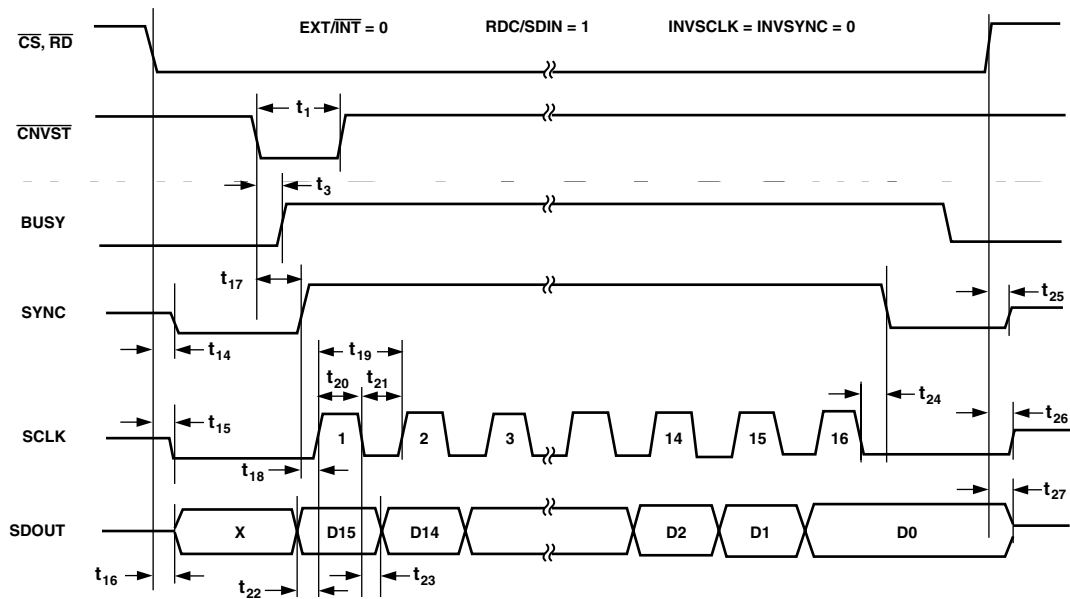 EXT/INT = 0 RDC/SDIN = 1 INVSCLK = INVSYNC = 0
CS, RD
t1
CNVST
t3
BUSY
t17
SYNC
t25
t14
t19
t20 t21
t24
t15
t26
SCLK
1 2 3 14 15 16
t18
t27
SDOUT
X D15 D14 D2 D1 D0
t16
t22
t23